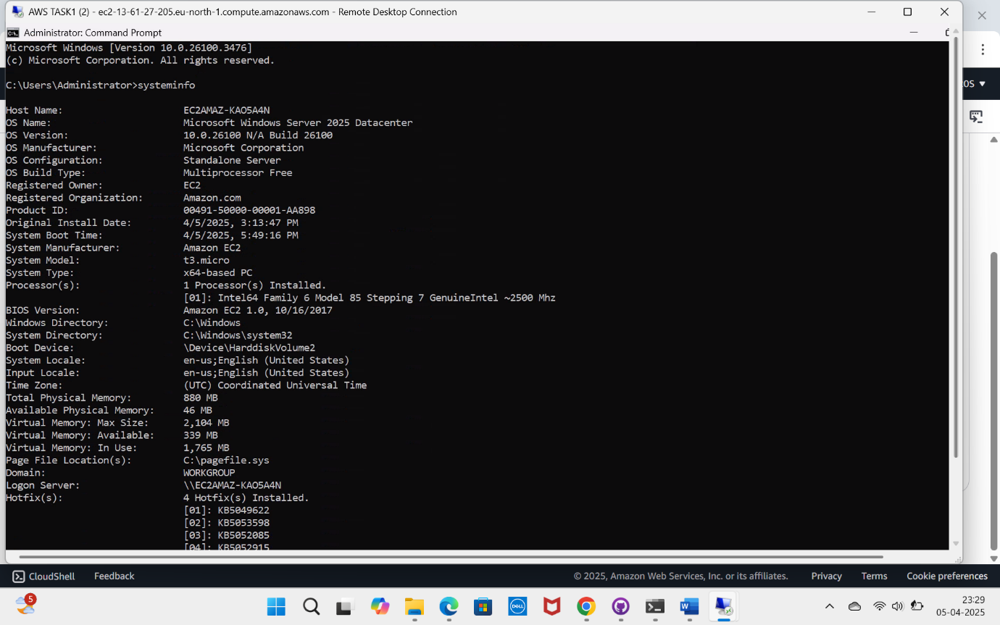 AWS TASK1 (2) - ec2-13-61-27-205.eu-north-1.compute.amazonaws.com - Remote Desktop Connection
Administrator: Command Prompt
Microsoft Windows [Version 10.0.26100.3476]
(c) Microsoft Corporation. All rights reserved.
C:\Users\Administrator>systeminfo
Host Name: EC2AMAZ-KAO5A4N
OS Name: Microsoft Windows Server 2025 Datacenter
OS Version: 10.0.26100 N/A Build 26100
OS Manufacturer: Microsoft Corporation
OS Configuration: Standalone Server
OS Build Type: Multiprocessor Free
Registered Owner: EC2
Registered Organization: Amazon.com
Product ID: 00491-50000-00001-AA898
Original Install Date: 4/5/2025, 3:13:47 PM
System Boot Time: 4/5/2025, 5:49:16 PM
System Manufacturer: Amazon EC2
System Model: t3.micro
System Type: x64-based PC
Processor(s): 1 Processor(s) Installed.
[01]: Intel64 Family 6 Model 85 Stepping 7 GenuineIntel ~2500 Mhz
BIOS Version: Amazon EC2 1.0, 10/16/2017
Windows Directory: C:\Windows
System Directory: C:\Windows\system32
Boot Device: \Device\HarddiskVolume2
System Locale: en-us;English (United States)
Input Locale: en-us;English (United States)
Time Zone: (UTC) Coordinated Universal Time
Total Physical Memory: 880 MB
Available Physical Memory: 46 MB
Virtual Memory: Max Size: 2,104 MB
Virtual Memory: Available: 339 MB
Virtual Memory: In Use: 1,765 MB
Page File Location(s): C:\pagefile.sys
Domain: WORKGROUP
Logon Server: \\EC2AMAZ-KAO5A4N
Hotfix(s): 4 Hotfix(s) Installed.
[01]: KB5049622
[02]: KB5053598
[03]: KB5052085
[04]: KB5052915
CloudShell Feedback © 2025, Amazon Web Services, Inc. or its affiliates. Privacy Terms Cookie preferences
5
DELL
23:29
05-04-2025